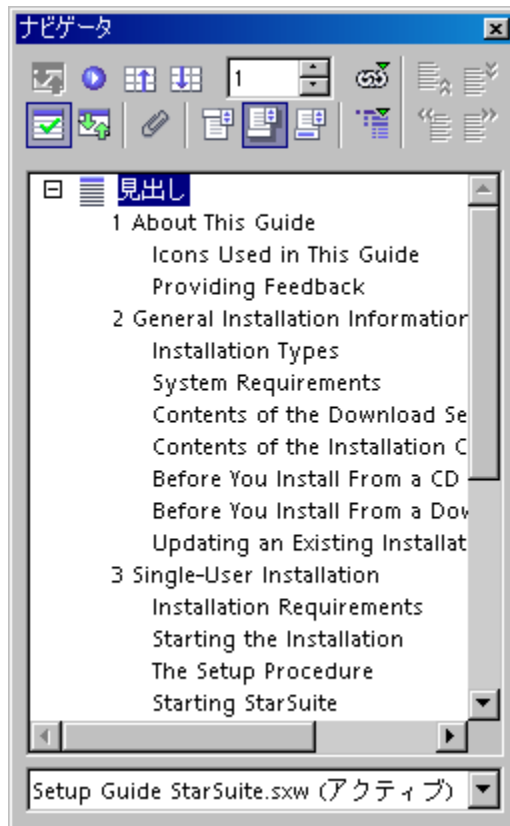 ナビゲータ
1
見出し
1 About This Guide
Icons Used in This Guide
Providing Feedback
2 General Installation Information
Installation Types
System Requirements
Contents of the Download Se
Contents of the Installation C
Before You Install From a CD
Before You Install From a Dow
Updating an Existing Installat
3 Single-User Installation
Installation Requirements
Starting the Installation
The Setup Procedure
Starting StarSuite
Setup Guide StarSuite.sxw (アクティブ)